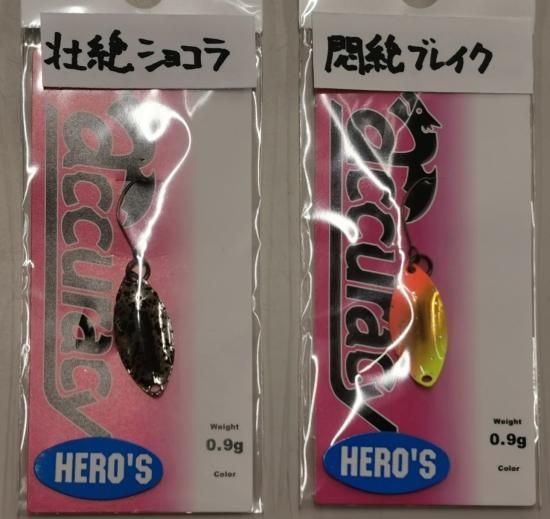 壮絶ショコラ
accuracy
Weight
0.9g
Color
HERO'S
悶絶ブレイク
accuracy
Weight
0.9g
Color
HERO'S